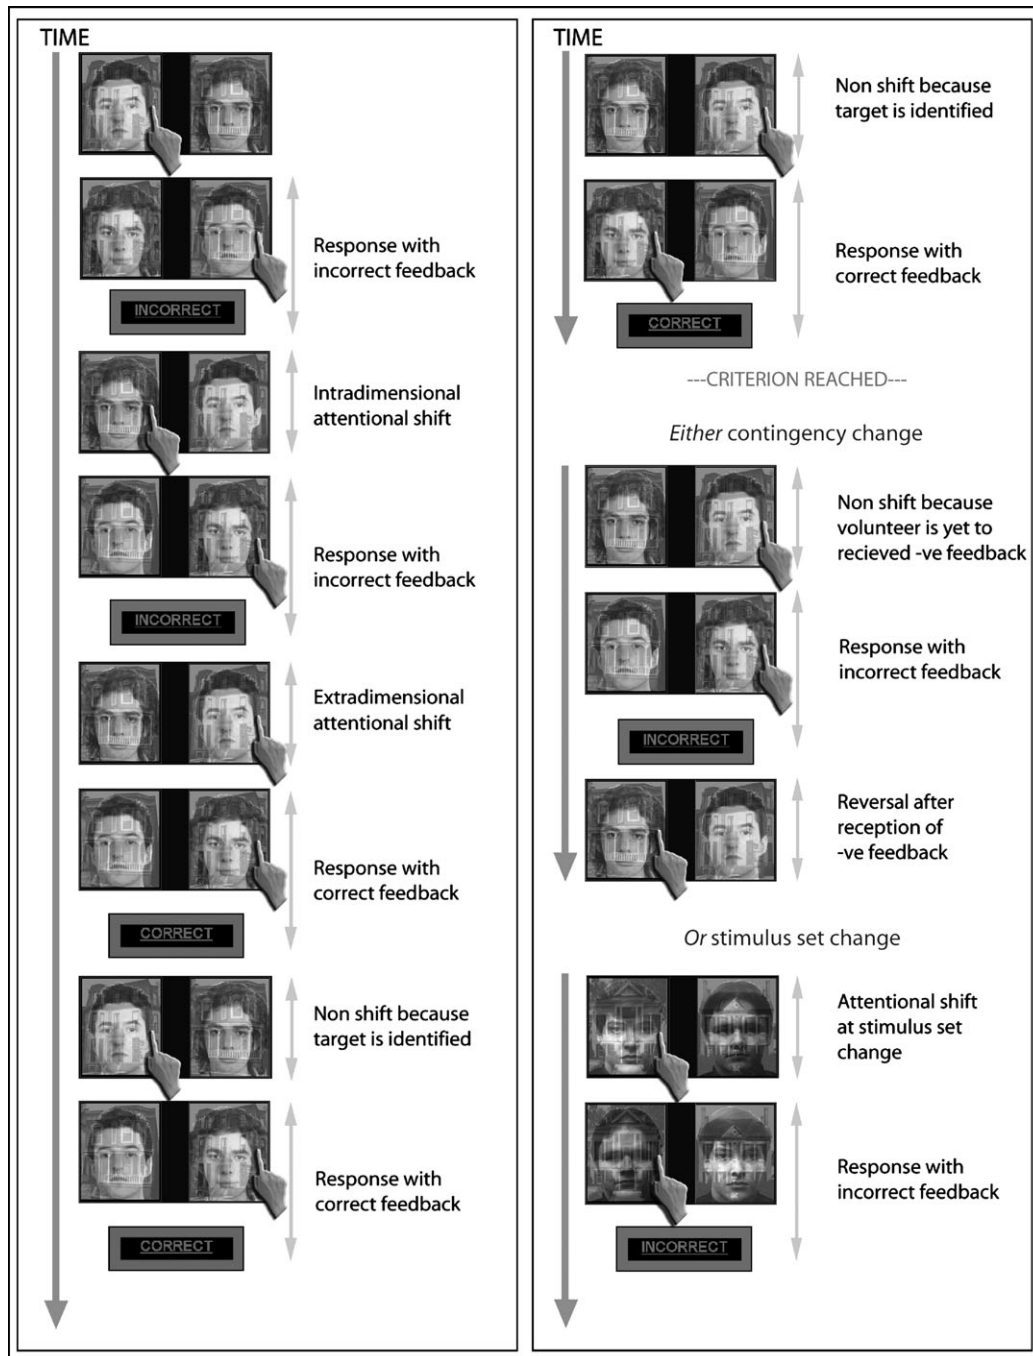 TIME
Response with
incorrect feedback
INCORRECT
Intradimensional
attentional shift
Response with
incorrect feedback
INCORRECT
Extradimensional
attentional shift
Response with
correct feedback
CORRECT
Non shift because
target is identified
Response with
correct feedback
CORRECT
TIME
Non shift because
target is identified
Response with
correct feedback
CORRECT
---CRITERION REACHED---
Either contingency change
Non shift because
volunteer is yet to
recieved -ve feedback
Response with
incorrect feedback
INCORRECT
Reversal after
reception of
-ve feedback
Or stimulus set change
Attentional shift
at stimulus set
change
Response with
incorrect feedback
INCORRECT